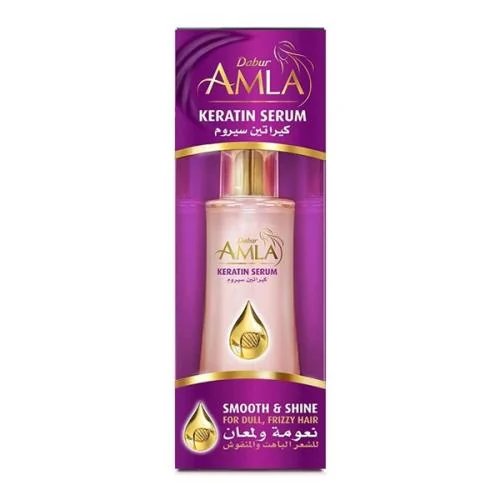 Dabur
AMLA
KERATIN SERUM
كيراتين سيروم
Dabur
AMLA
KERATIN SERUM
كيراتين سيروم
SMOOTH & SHINE
FOR DULL, FRIZZY HAIR
نعومة ولمعان
للشعر الباهت والمنفوش